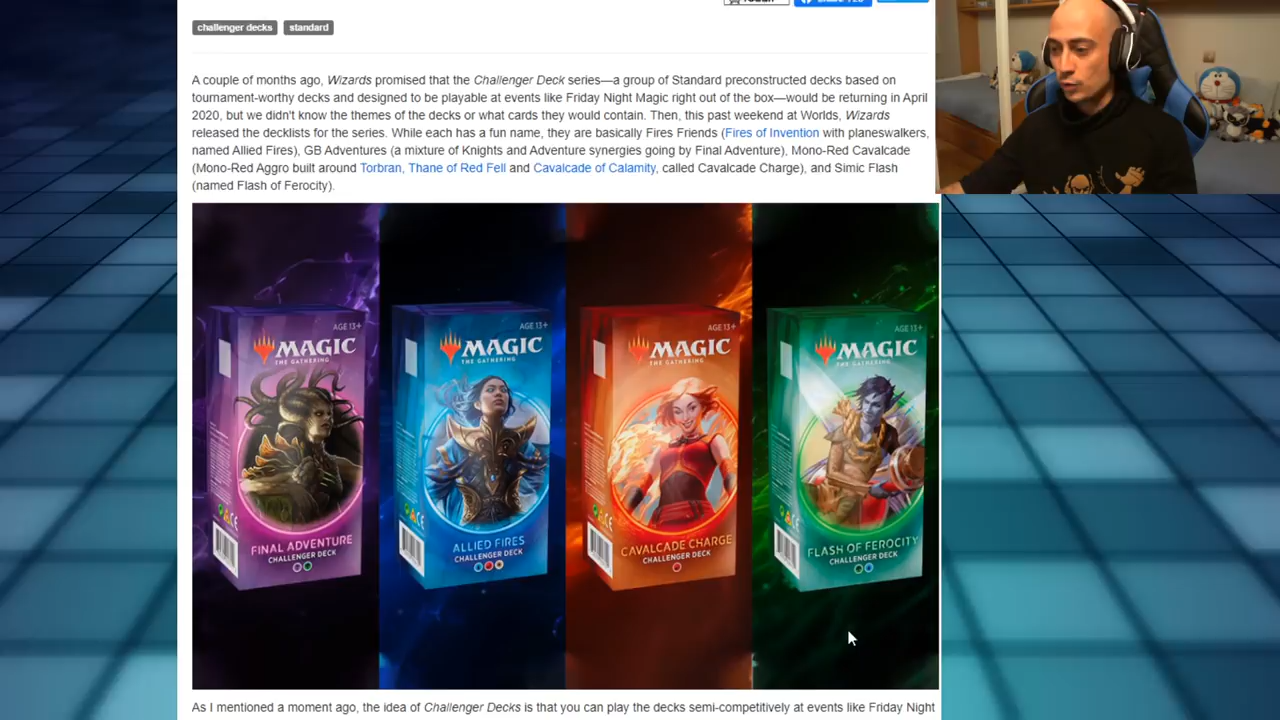 challenger decks standard
A couple of months ago, Wizards promised that the Challenger Deck series—a group of Standard preconstructed decks based on
tournament-worthy decks and designed to be playable at events like Friday Night Magic right out of the box—would be returning in April
2020, but we didn't know the themes of the decks or what cards they would contain. Then, this past weekend at Worlds, Wizards
released the decklists for the series. While each has a fun name, they are basically Fires Friends (Fires of Invention with planeswalkers,
named Allied Fires), GB Adventures (a mixture of Knights and Adventure synergies going by Final Adventure), Mono-Red Cavalcade
(Mono-Red Aggro built around Torbran, Thane of Red Fell and Cavalcade of Calamity, called Cavalcade Charge), and Simic Flash
(named Flash of Ferocity).
AGE 13+
MAGIC
THE GATHERING
FINAL ADVENTURE
CHALLENGER DECK
AGE 13+
MAGIC
THE GATHERING
ALLIED FIRES
CHALLENGER DECK
AGE 13+
MAGIC
THE GATHERING
CAVALCADE CHARGE
CHALLENGER DECK
AGE 13+
MAGIC
THE GATHERING
FLASH OF FEROCITY
CHALLENGER DECK
As I mentioned a moment ago, the idea of Challenger Decks is that you can play the decks semi-competitively at events like Friday Night